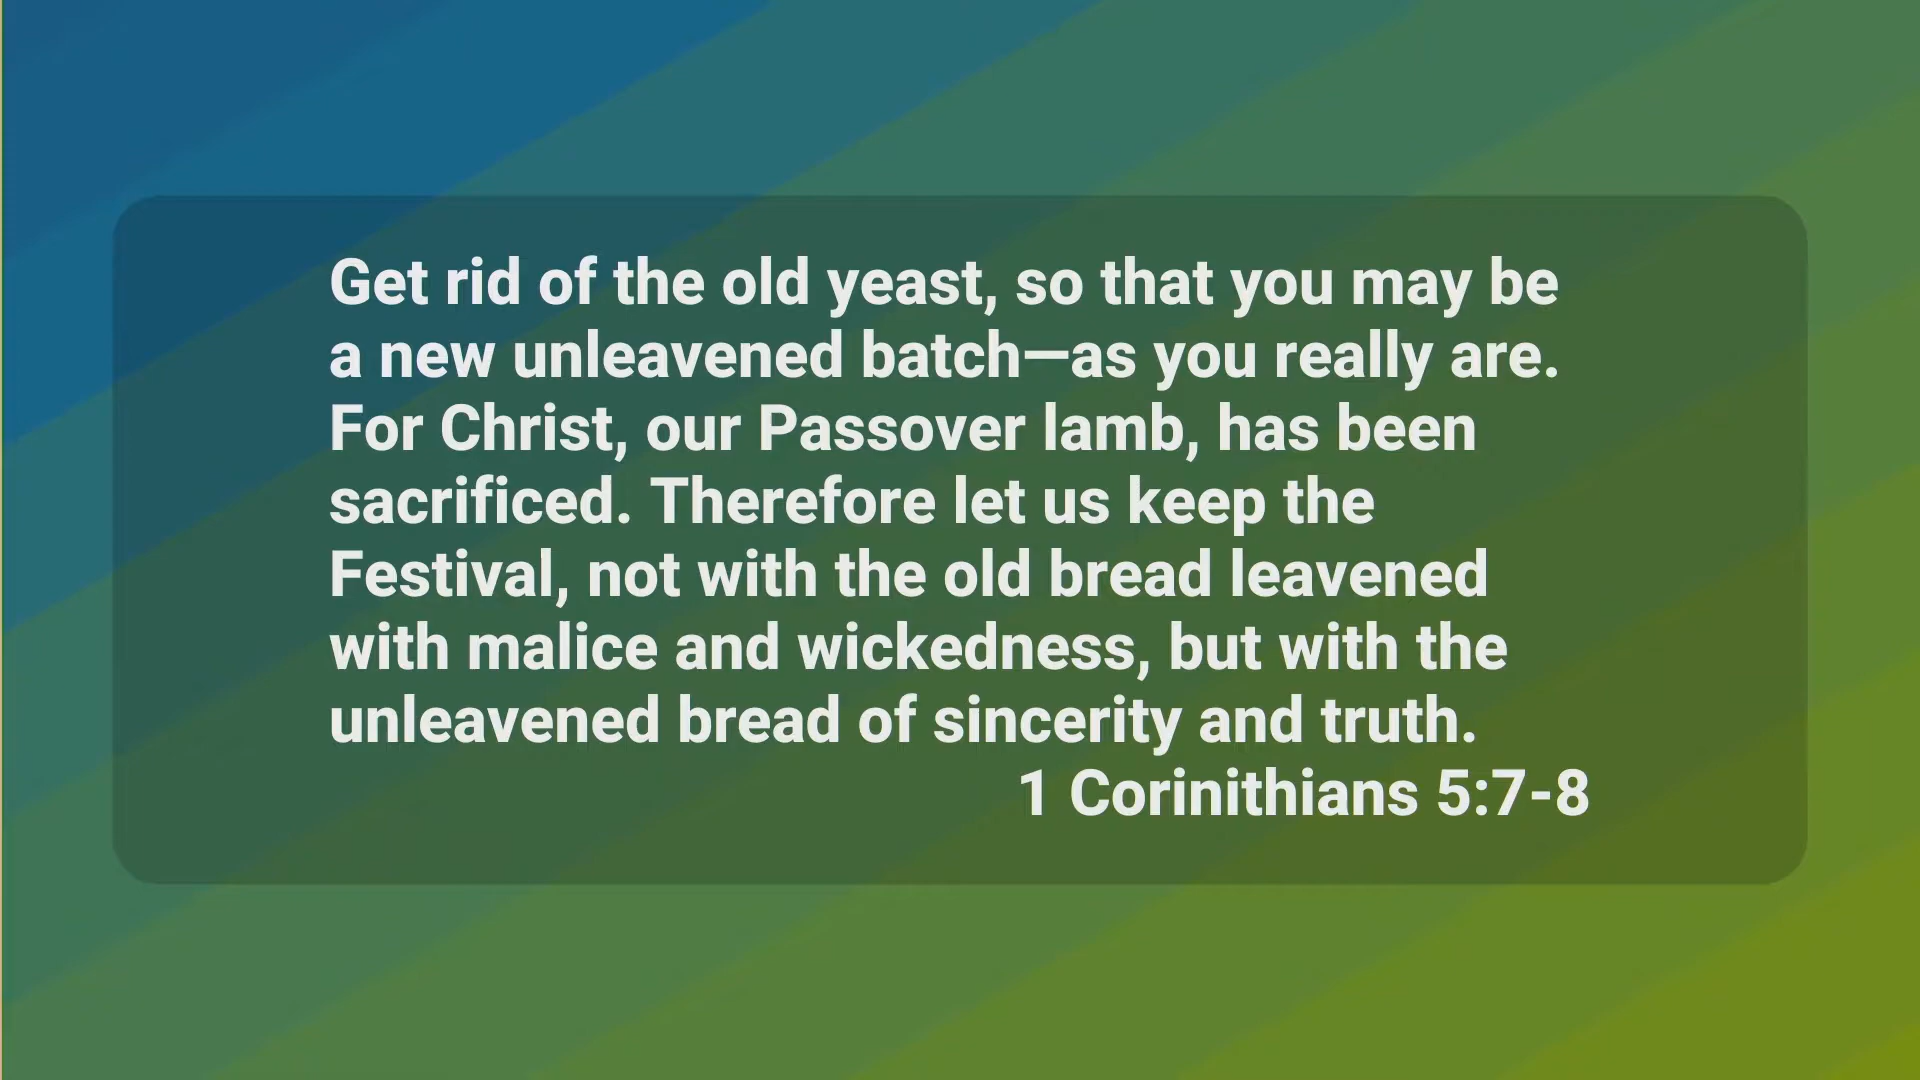 Get rid of the old yeast, so that you may be
a new unleavened batch—as you really are.
For Christ, our Passover lamb, has been
sacrificed. Therefore let us keep the
Festival, not with the old bread leavened
with malice and wickedness, but with the
unleavened bread of sincerity and truth.
1 Corinithians 5:7-8